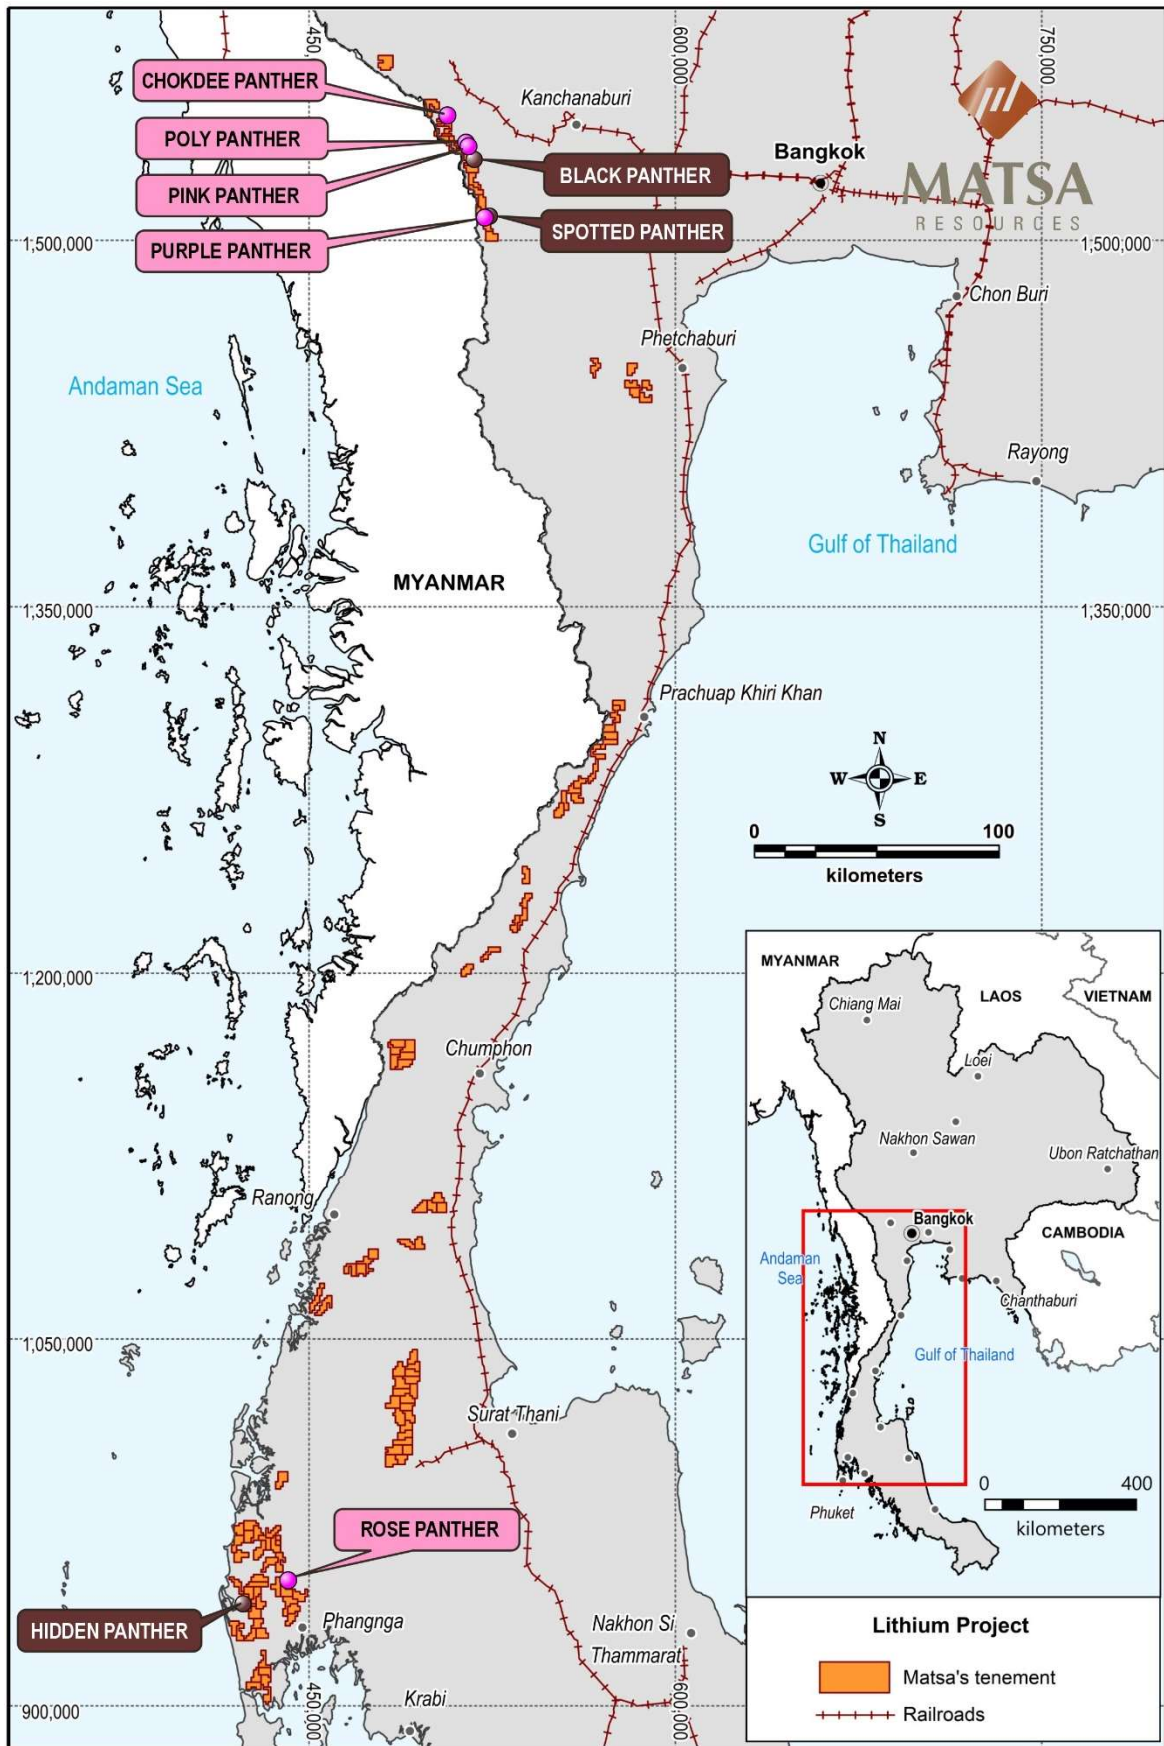 450,
600,000
750,000
CHOKDEE PANTHER
POLY PANTHER
PINK PANTHER
PURPLE PANTHER
BLACK PANTHER
SPOTTED PANTHER
Kanchanaburi
Bangkok
MATSA
RESOURCES
1,500,000
1,500,000
Chon Buri
Phetchaburi
Andaman Sea
Rayong
Gulf of Thailand
MYANMAR
1,350,000
1,350,000
Prachuap Khiri Khan
N
W
E
S
0
100
kilometers
1,200,000
Chumphon
Ranong
1,050,000
Surat Thani
ROSE PANTHER
HIDDEN PANTHER
Phangnga
Nakhon Si
Thammarat
Krabi
900,000
450,000
600,000
MYANMAR
LAOS
VIETNAM
Chiang Mai
Loei
Nakhon Sawan
Ubon Ratchathan
Bangkok
CAMBODIA
Andaman
Sea
Chanthaburi
Gulf of Thailand
Phuket
0
400
kilometers
Lithium Project
Matsa's tenement
Railroads